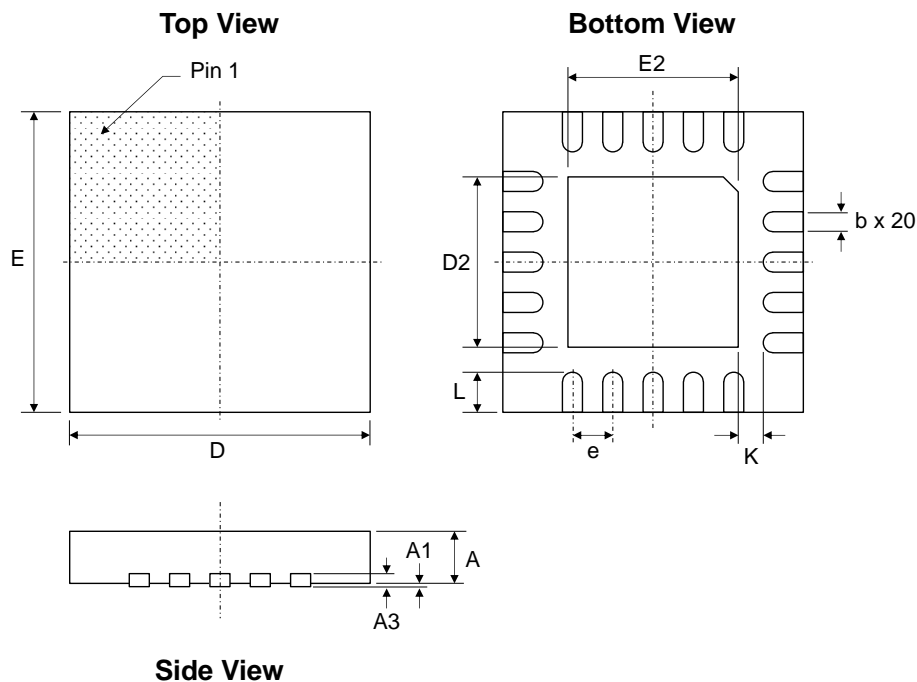 Top View
Bottom View
Pin 1
E2
E
D2
b x 20
L
D
e
K
A1
A
A3
Side View